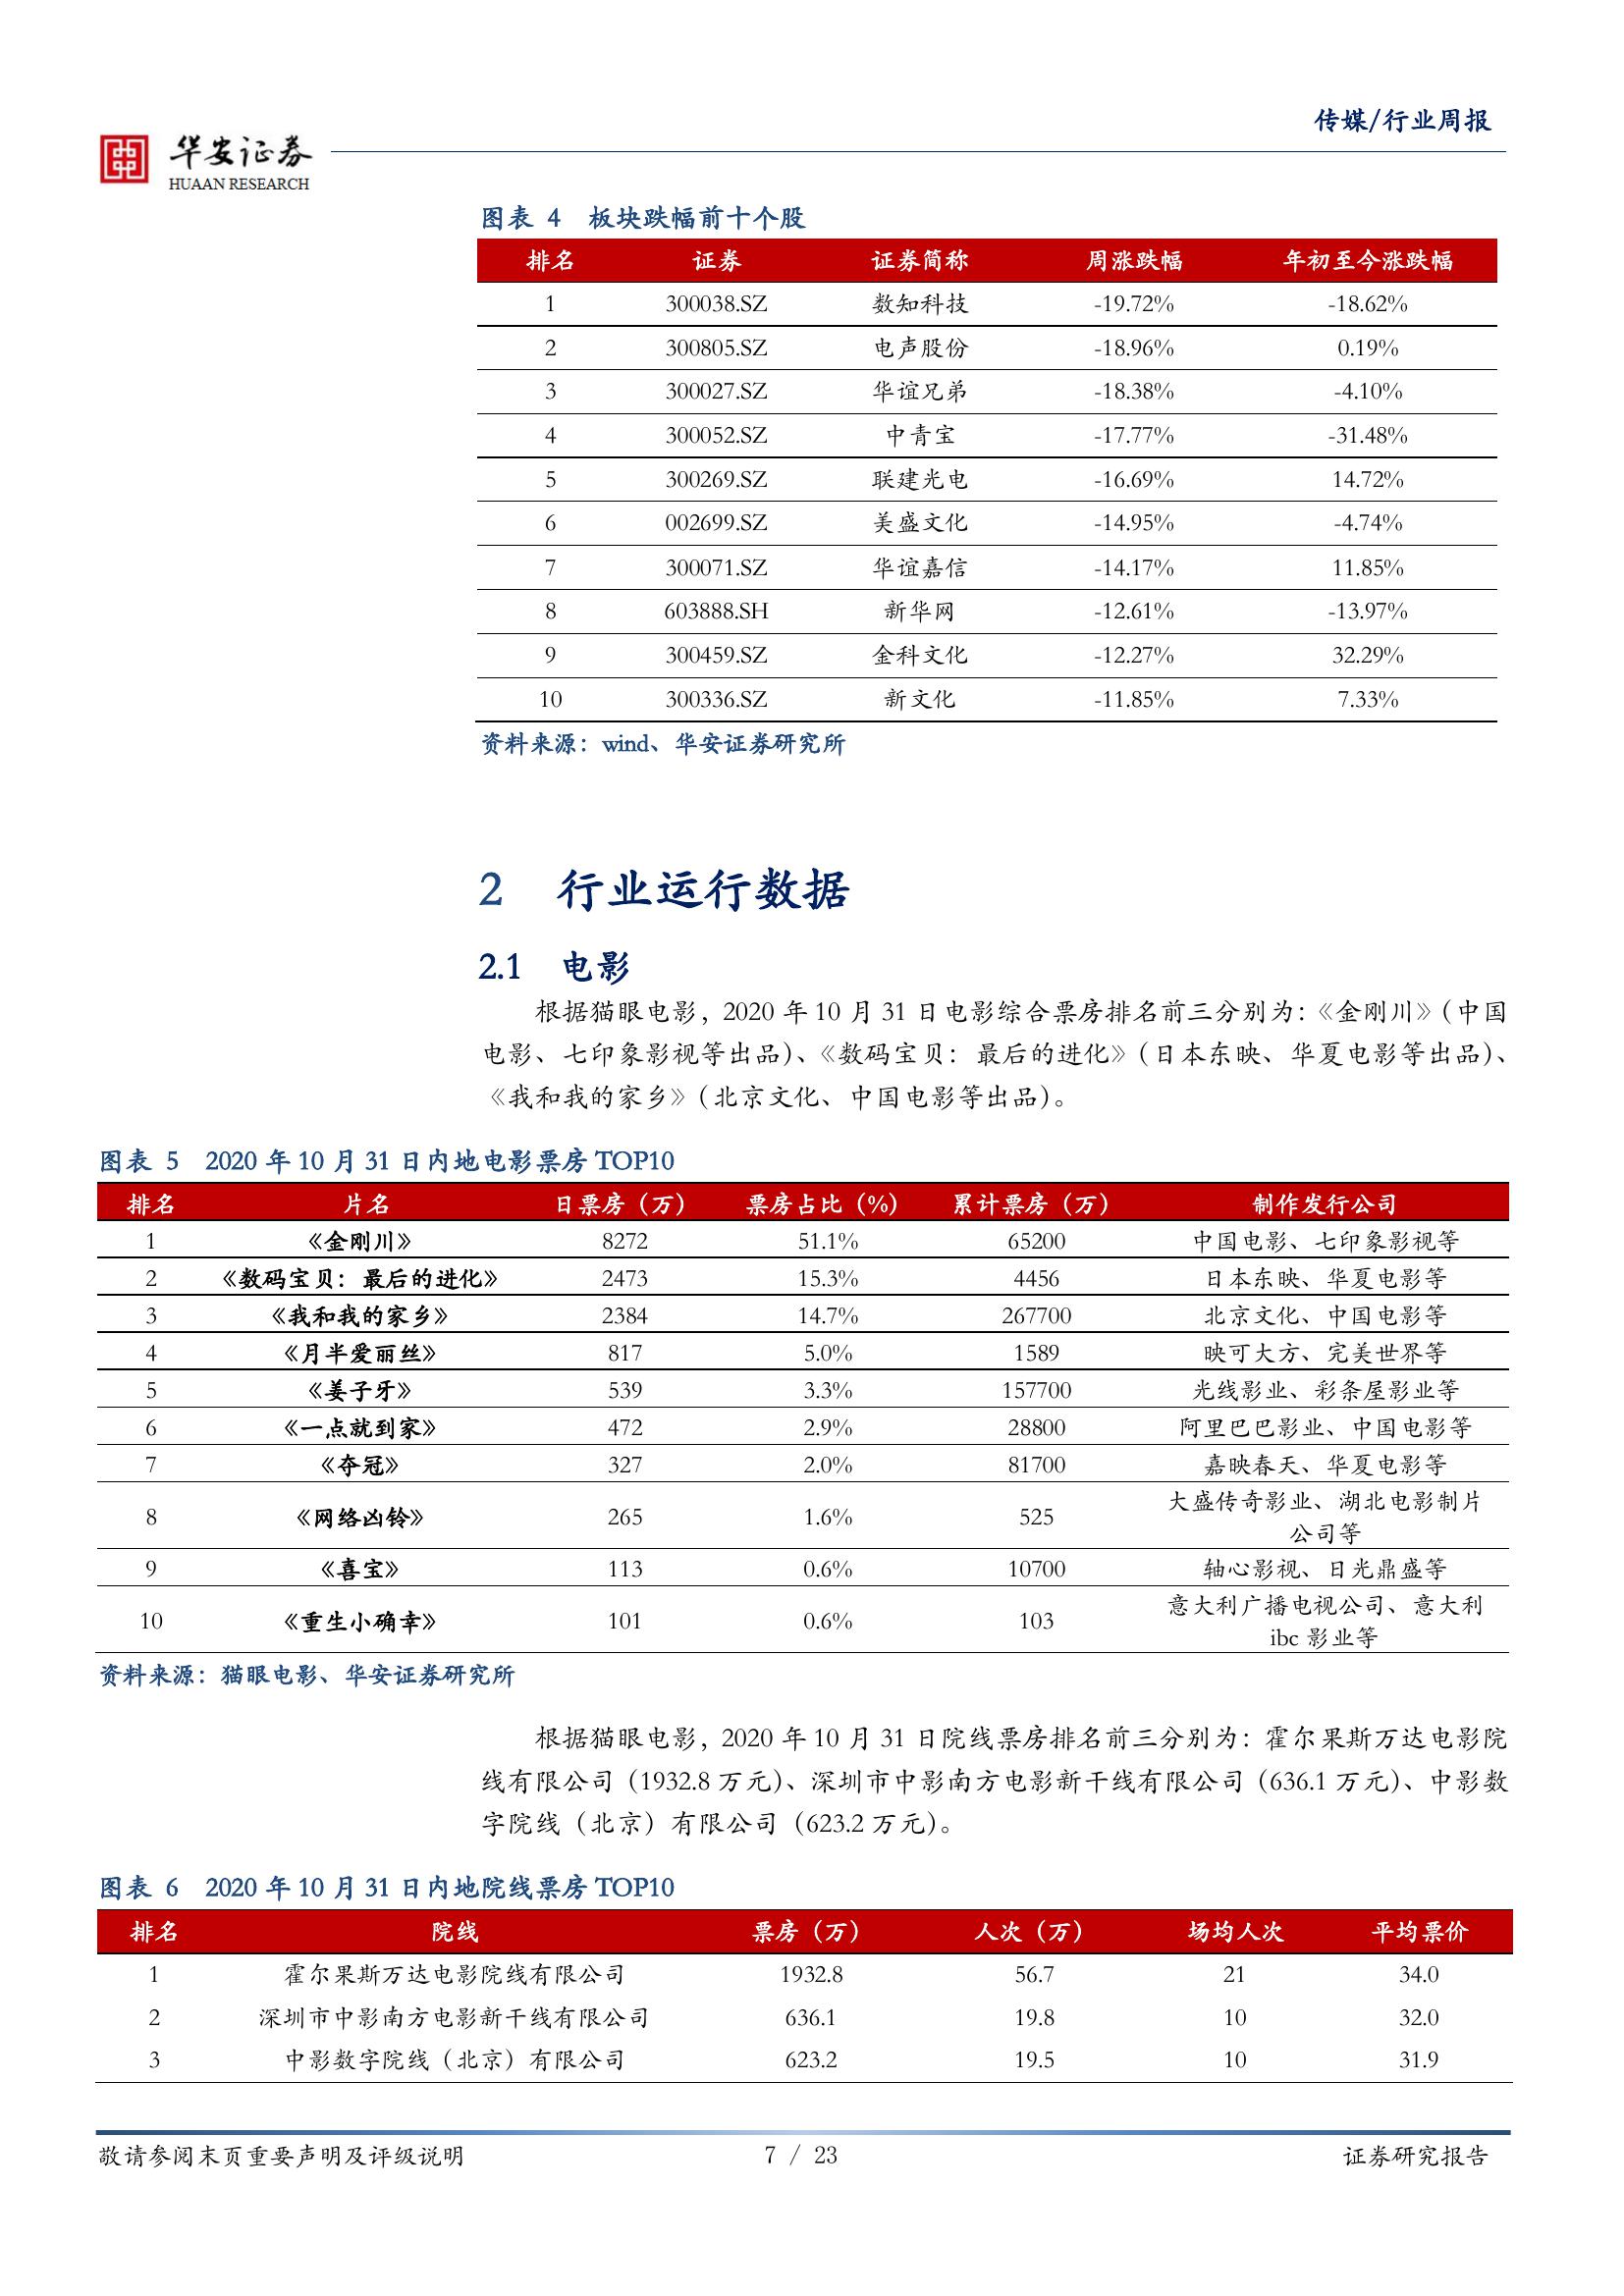 传媒/行业周报
华安证券
HUAAN RESEARCH
图表 4 板块跌幅前十个股
排名 证券 证券简称 周涨跌幅 年初至今涨跌幅
1 300038.SZ 数知科技 -19.72% -18.62%
2 300805.SZ 电声股份 -18.96% 0.19%
3 300027.SZ 华谊兄弟 -18.38% -4.10%
4 300052.SZ 中青宝 -17.77% -31.48%
5 300269.SZ 联建光电 -16.69% 14.72%
6 002699.SZ 美盛文化 -14.95% -4.74%
7 300071.SZ 华谊嘉信 -14.17% 11.85%
8 603888.SH 新华网 -12.61% -13.97%
9 300459.SZ 金科文化 -12.27% 32.29%
10 300336.SZ 新文化 -11.85% 7.33%
资料来源：wind、华安证券研究所
2 行业运行数据
2.1 电影
根据猫眼电影，2020 年 10 月 31 日电影综合票房排名前三分别为：《金刚川》（中国
电影、七印象影视等出品）、《数码宝贝：最后的进化》（日本东映、华夏电影等出品）、
《我和我的家乡》（北京文化、中国电影等出品）。
图表 5 2020 年 10 月 31 日内地电影票房 TOP10
排名 片名 日票房（万） 票房占比（%） 累计票房（万） 制作发行公司
1 《金刚川》 8272 51.1% 65200 中国电影、七印象影视等
2 《数码宝贝：最后的进化》 2473 15.3% 4456 日本东映、华夏电影等
3 《我和我的家乡》 2384 14.7% 267700 北京文化、中国电影等
4 《月半爱丽丝》 817 5.0% 1589 映可大方、完美世界等
5 《姜子牙》 539 3.3% 157700 光线影业、彩条屋影业等
6 《一点就到家》 472 2.9% 28800 阿里巴巴影业、中国电影等
7 《夺冠》 327 2.0% 81700 嘉映春天、华夏电影等
8 《网络凶铃》 265 1.6% 525 大盛传奇影业、湖北电影制片
公司等
9 《喜宝》 113 0.6% 10700 轴心影视、日光鼎盛等
10 《重生小确幸》 101 0.6% 103 意大利广播电视公司、意大利
ibc 影业等
资料来源：猫眼电影、华安证券研究所
根据猫眼电影，2020 年 10 月 31 日院线票房排名前三分别为：霍尔果斯万达电影院
线有限公司（1932.8 万元）、深圳市中影南方电影新干线有限公司（636.1 万元）、中影数
字院线（北京）有限公司（623.2 万元）。
图表 6 2020 年 10 月 31 日内地院线票房 TOP10
排名 院线 票房（万） 人次（万） 场均人次 平均票价
1 霍尔果斯万达电影院线有限公司 1932.8 56.7 21 34.0
2 深圳市中影南方电影新干线有限公司 636.1 19.8 10 32.0
3 中影数字院线（北京）有限公司 623.2 19.5 10 31.9
敬请参阅末页重要声明及评级说明 7 / 23 证券研究报告